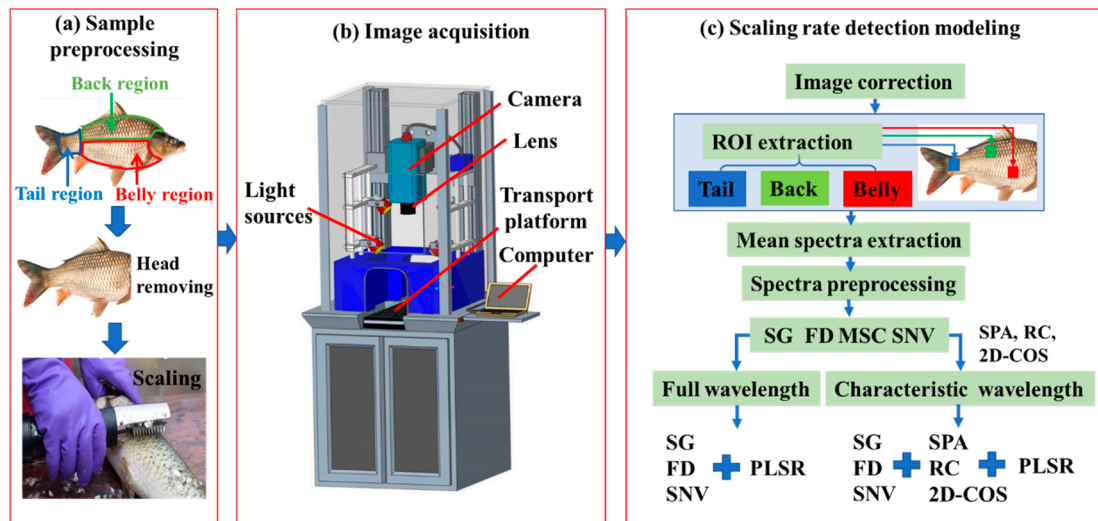 (a) Sample
preprocessing
Back region
Tail region
Belly region
Head
removing
Scaling
(b) Image acquisition
Camera
Lens
Light
sources
Transport
platform
Computer
(c) Scaling rate detection modeling
Image correction
ROI extraction
Tail
Back
Belly
Mean spectra extraction
Spectra preprocessing
SG FD MSC SNV
SPA, RC,
2D-COS
Full wavelength
Characteristic wavelength
SG
FD
SNV
PLSR
SG
FD
SNV
SPA
RC
2D-COS
PLSR